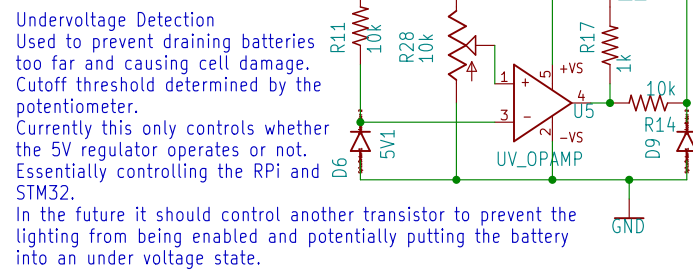 Undervoltage Detection
Used to prevent draining batteries
too far and causing cell damage.
Cutoff threshold determined by the
potentiometer.
Currently this only controls whether
the 5V regulator operates or not.
Essentially controlling the RPi and
STM32.
In the future it should control another transistor to prevent the
lighting from being enabled and potentially putting the battery
into an under voltage state.
R11
10k
R28
10k
R17
1k
1
+
5
+VS
4
U5
3
-
2
-VS
UV_OPAMP
10k
R14
D6
5V1
D9
GND